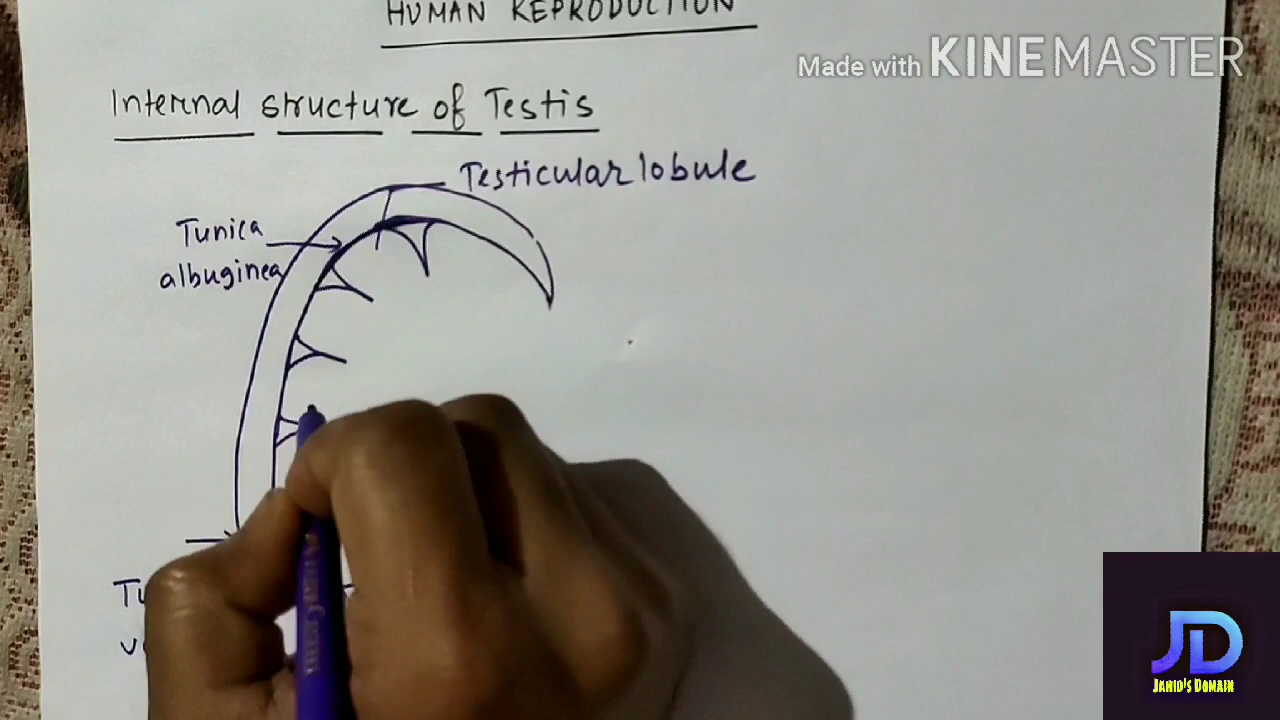 HUMAN REPRODUCTION
Made with KINEMASTER
Internal structure of Testis
Testicular lobule
Tunica
albuginea
JD
JAHID'S DOMAIN